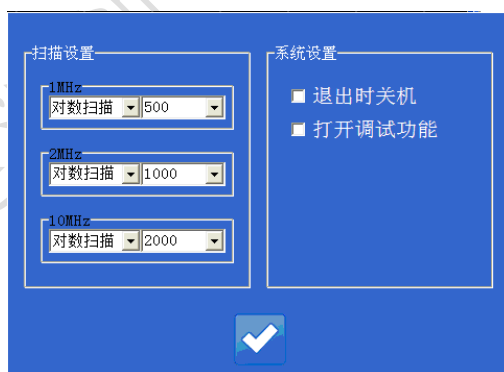 扫描设置
1MHz
对数扫描 500
2MHz
对数扫描 1000
10MHz
对数扫描 2000
系统设置
退出时关机
打开调试功能